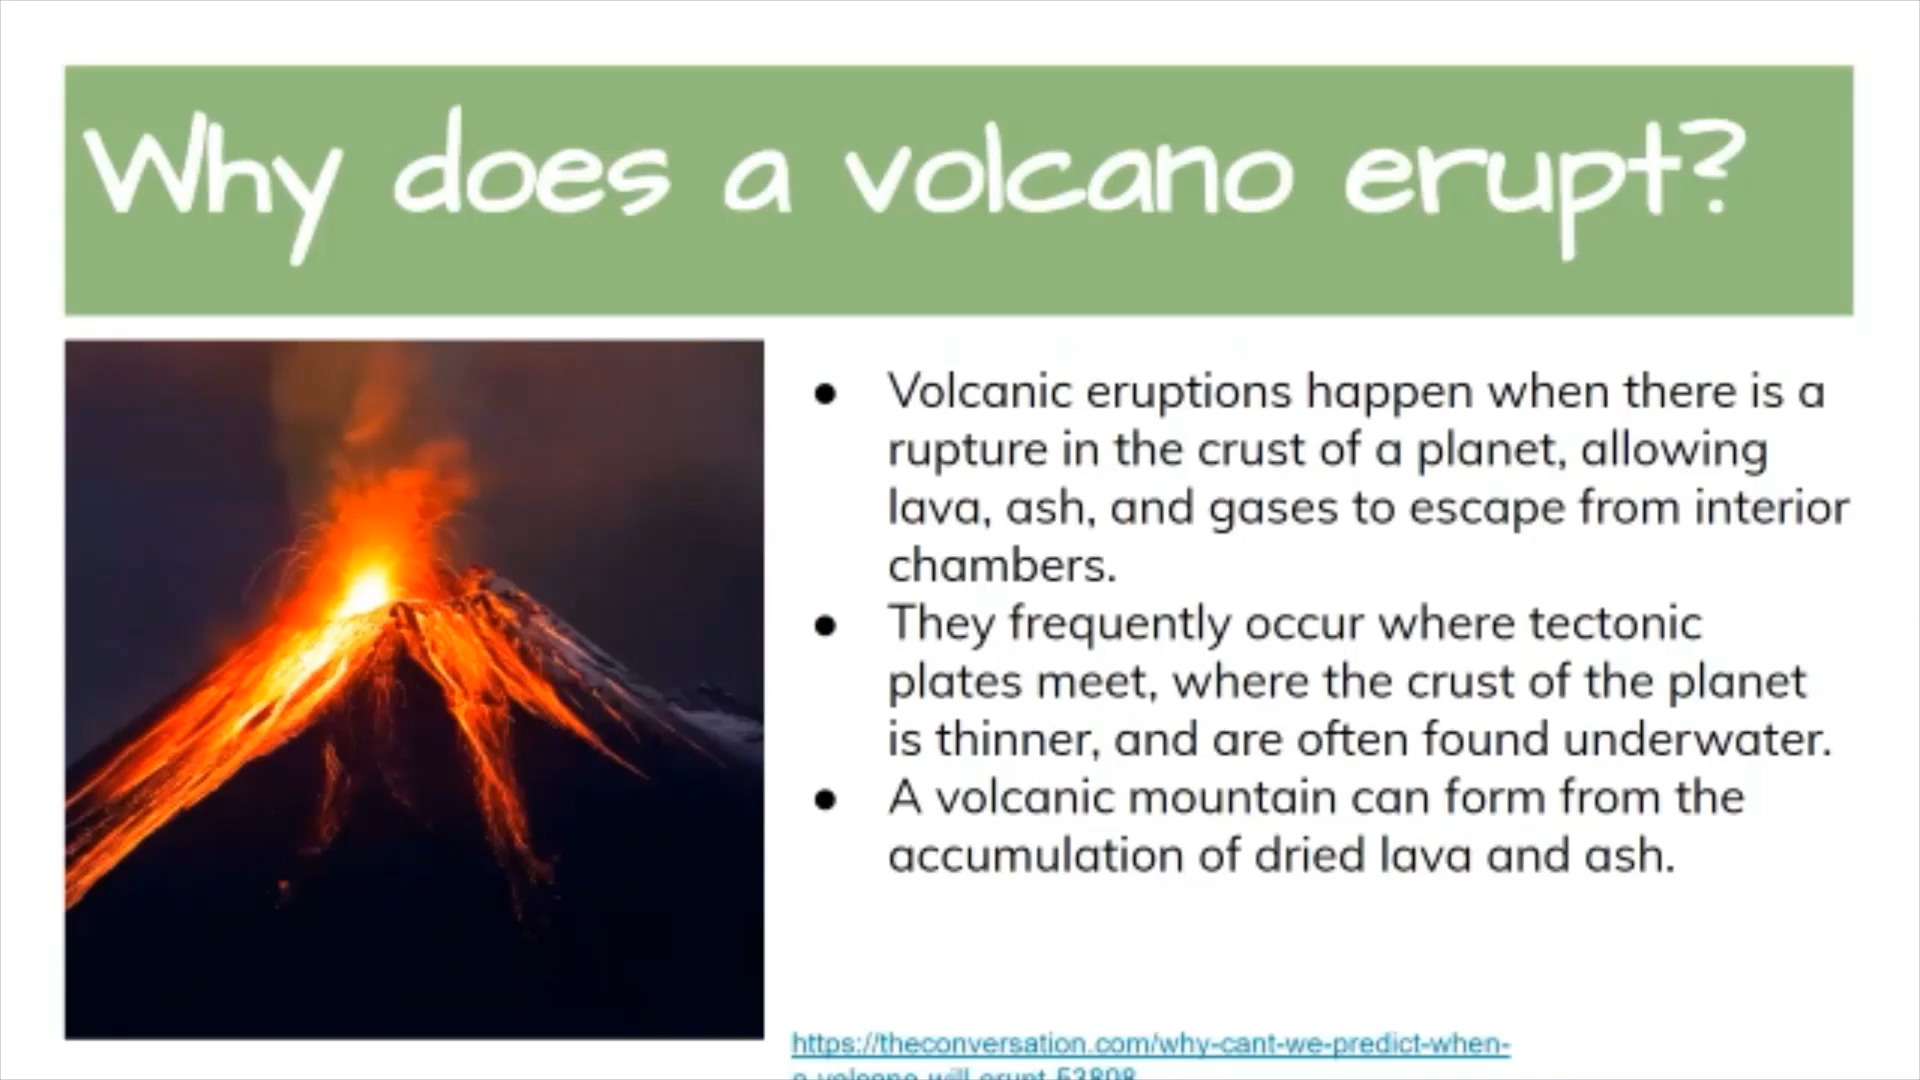 Why does a volcano erupt?
● Volcanic eruptions happen when there is a
rupture in the crust of a planet, allowing
lava, ash, and gases to escape from interior
chambers.
● They frequently occur where tectonic
plates meet, where the crust of the planet
is thinner, and are often found underwater.
● A volcanic mountain can form from the
accumulation of dried lava and ash.
https://theconversation.com/why-cant-we-predict-when-
a-volcano-will-erupt-53898